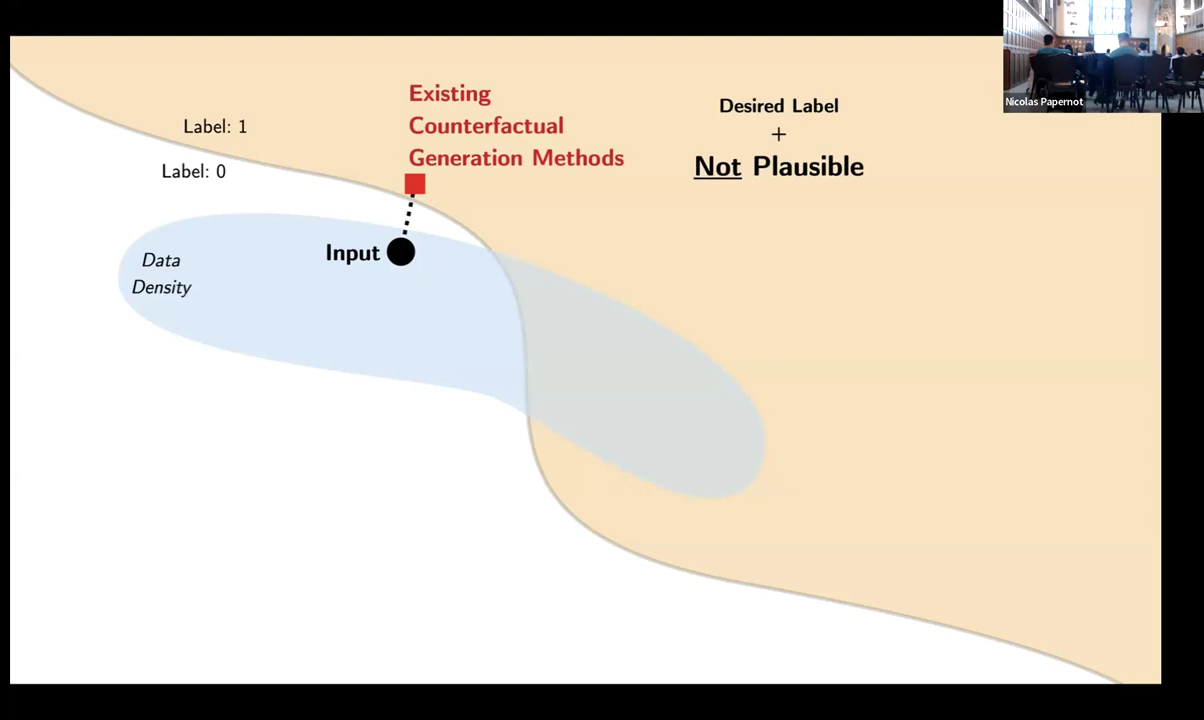 Nicolas Papernot
Existing
Counterfactual
Generation Methods
Desired Label
+
Not Plausible
Label: 1
Label: 0
Input
Data
Density